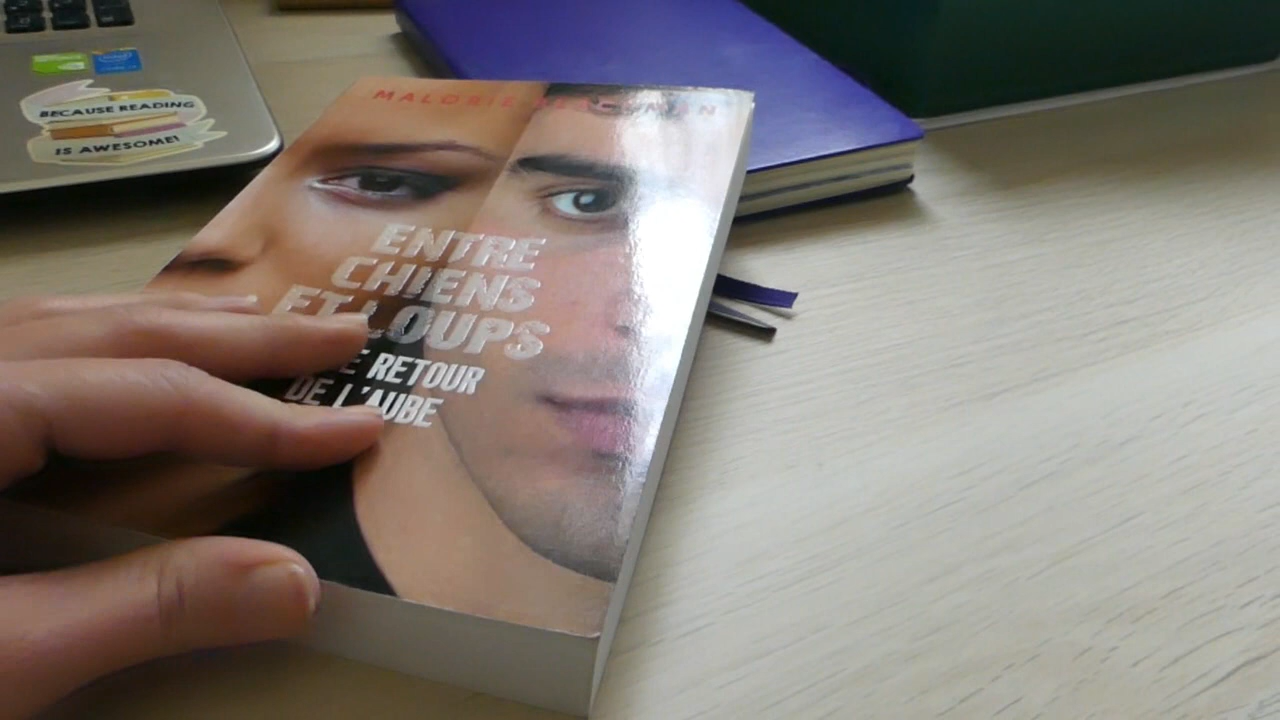 BECAUSE READING
IS AWESOME!
MALORIE BLACKMAN
ENTRE
CHIENS
ET LOUPS
LE RETOUR
DE L'AUBE